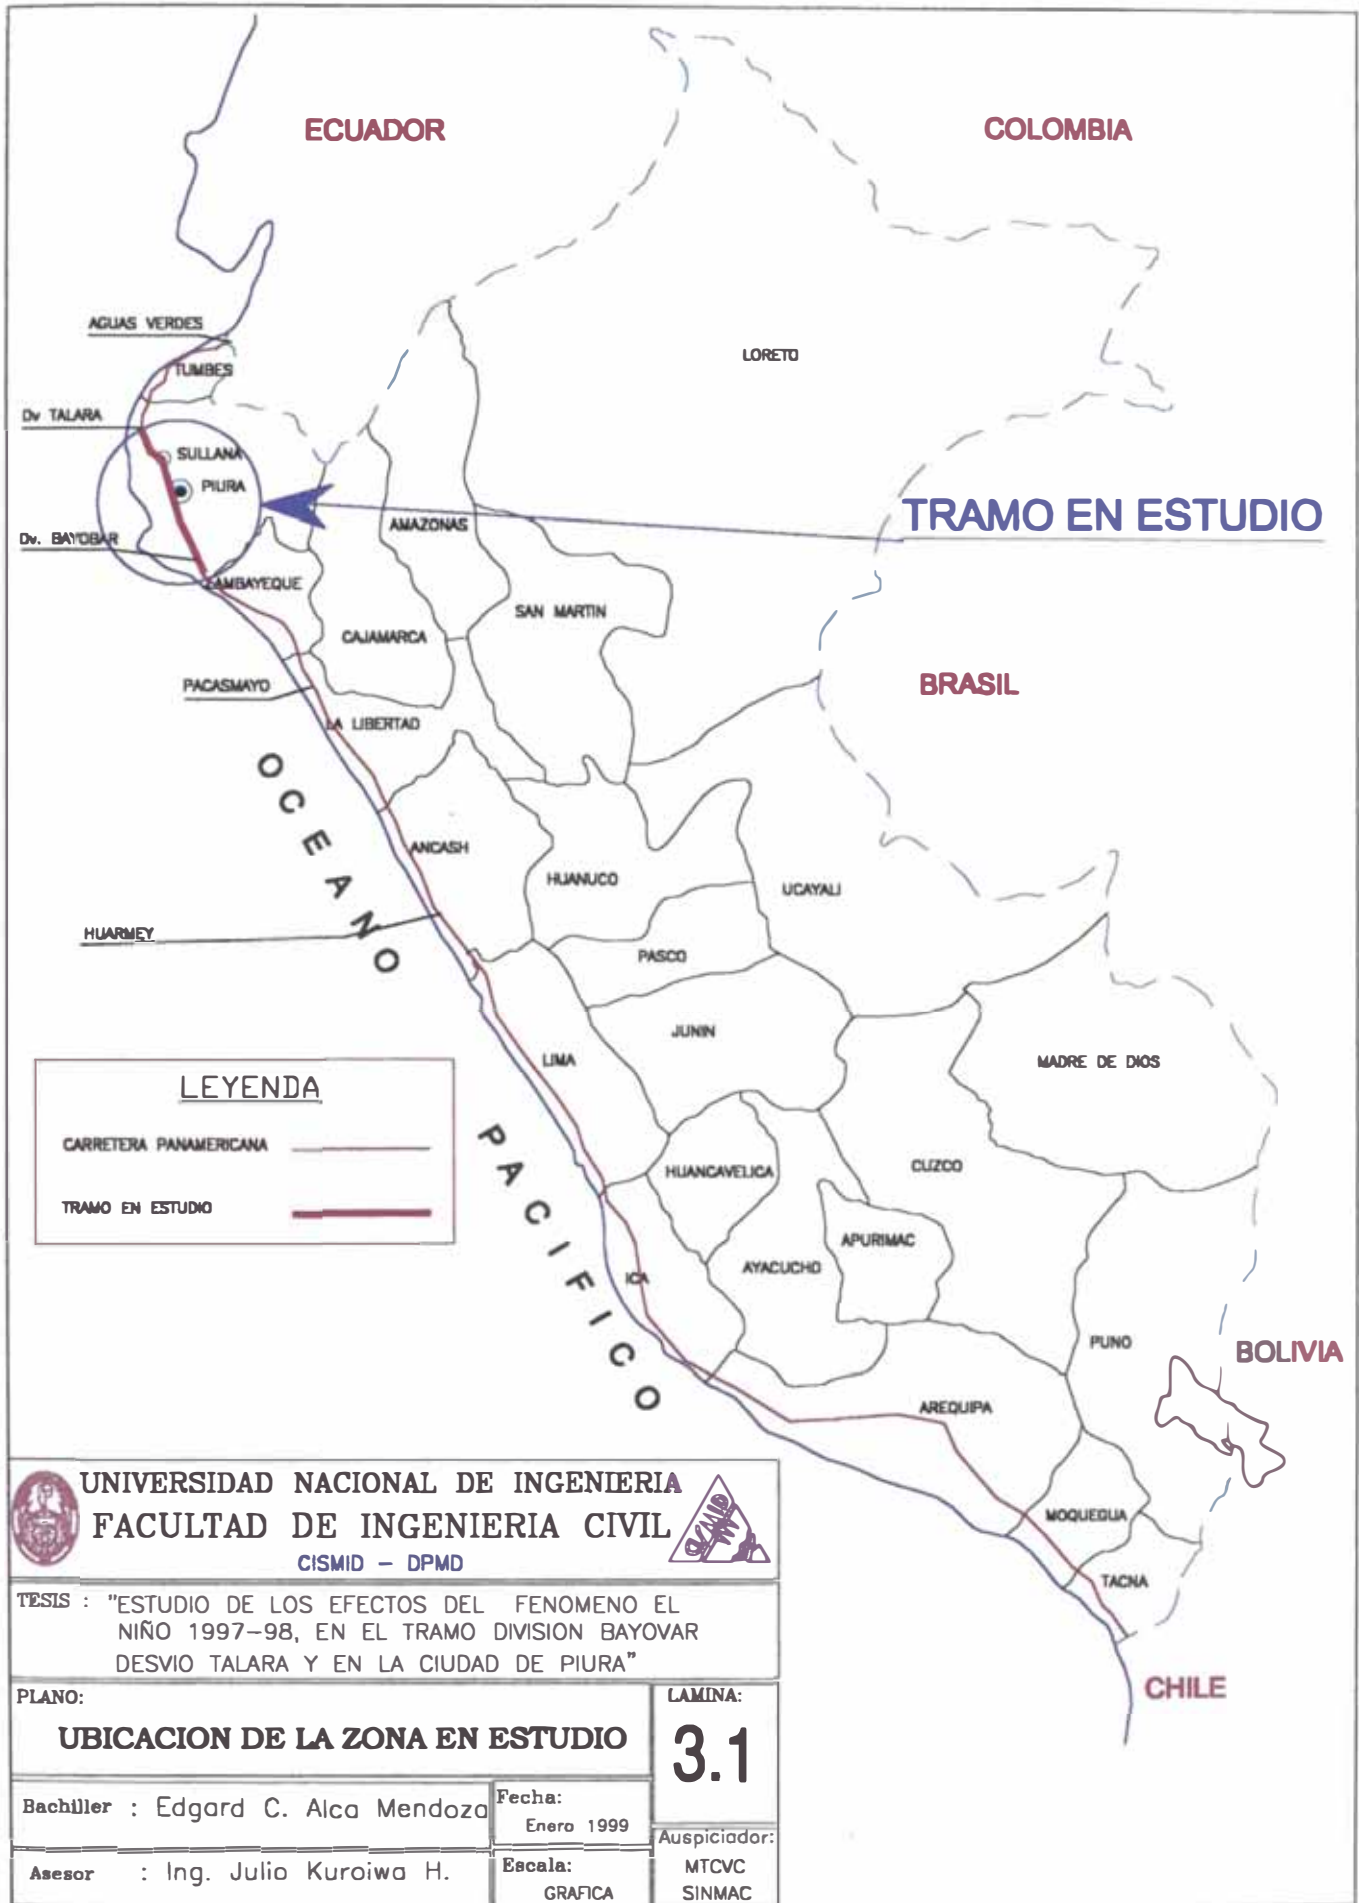 ECUADOR
COLOMBIA
AGUAS VERDES
TUMBES
LORETO
Dv TALARA
SULLANA
PIURA
TRAMO EN ESTUDIO
AMAZONAS
Dv. BAYOBAR
LAMBAYEQUE
SAN MARTIN
CAJAMARCA
BRASIL
PACASMAYO
LA LIBERTAD
OCEANO
ANCASH
HUANUCO
UCAYALI
HUARMEY
PASCO
JUNIN
LIMA
MADRE DE DIOS
LEYENDA
CARRETERA PANAMERICANA
TRAMO EN ESTUDIO
PACIFICO
HUANCAVELICA
CUZCO
APURIMAC
AYACUCHO
ICA
PUNO
BOLIVIA
AREQUIPA
MOQUEGUA
TACNA
CHILE
UNIVERSIDAD NACIONAL DE INGENIERIA
FACULTAD DE INGENIERIA CIVIL
CISMID - DPMD
CISMID
TESIS : "ESTUDIO DE LOS EFECTOS DEL FENOMENO EL
NIÑO 1997-98, EN EL TRAMO DIVISION BAYOVAR
DESVIO TALARA Y EN LA CIUDAD DE PIURA"
PLANO:
UBICACION DE LA ZONA EN ESTUDIO
LAMINA:
3.1
Bachiller : Edgard C. Alca Mendoza
Fecha:
Enero 1999
Asesor : Ing. Julio Kuroiwa H.
Escala:
GRAFICA
Auspiciador:
MTCVC
SINMAC